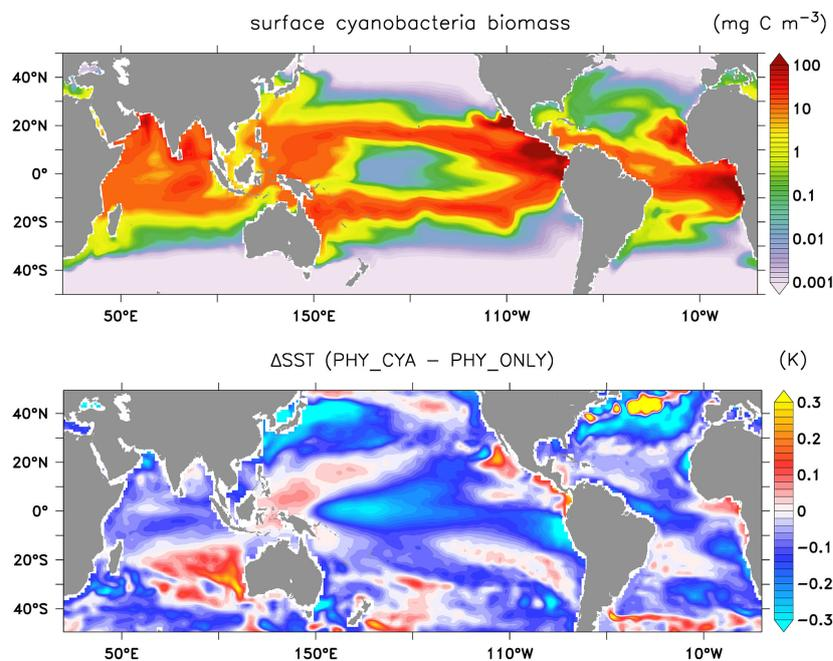 surface cyanobacteria biomass (mg C m⁻³)
40°N
20°N
0°
20°S
40°S
50°E 150°E 110°W 10°W
100
10
1
0.1
0.01
0.001
ΔSST (PHY_CYA − PHY_ONLY) (K)
40°N
20°N
0°
20°S
40°S
50°E 150°E 110°W 10°W
0.3
0.2
0.1
0
−0.1
−0.2
−0.3